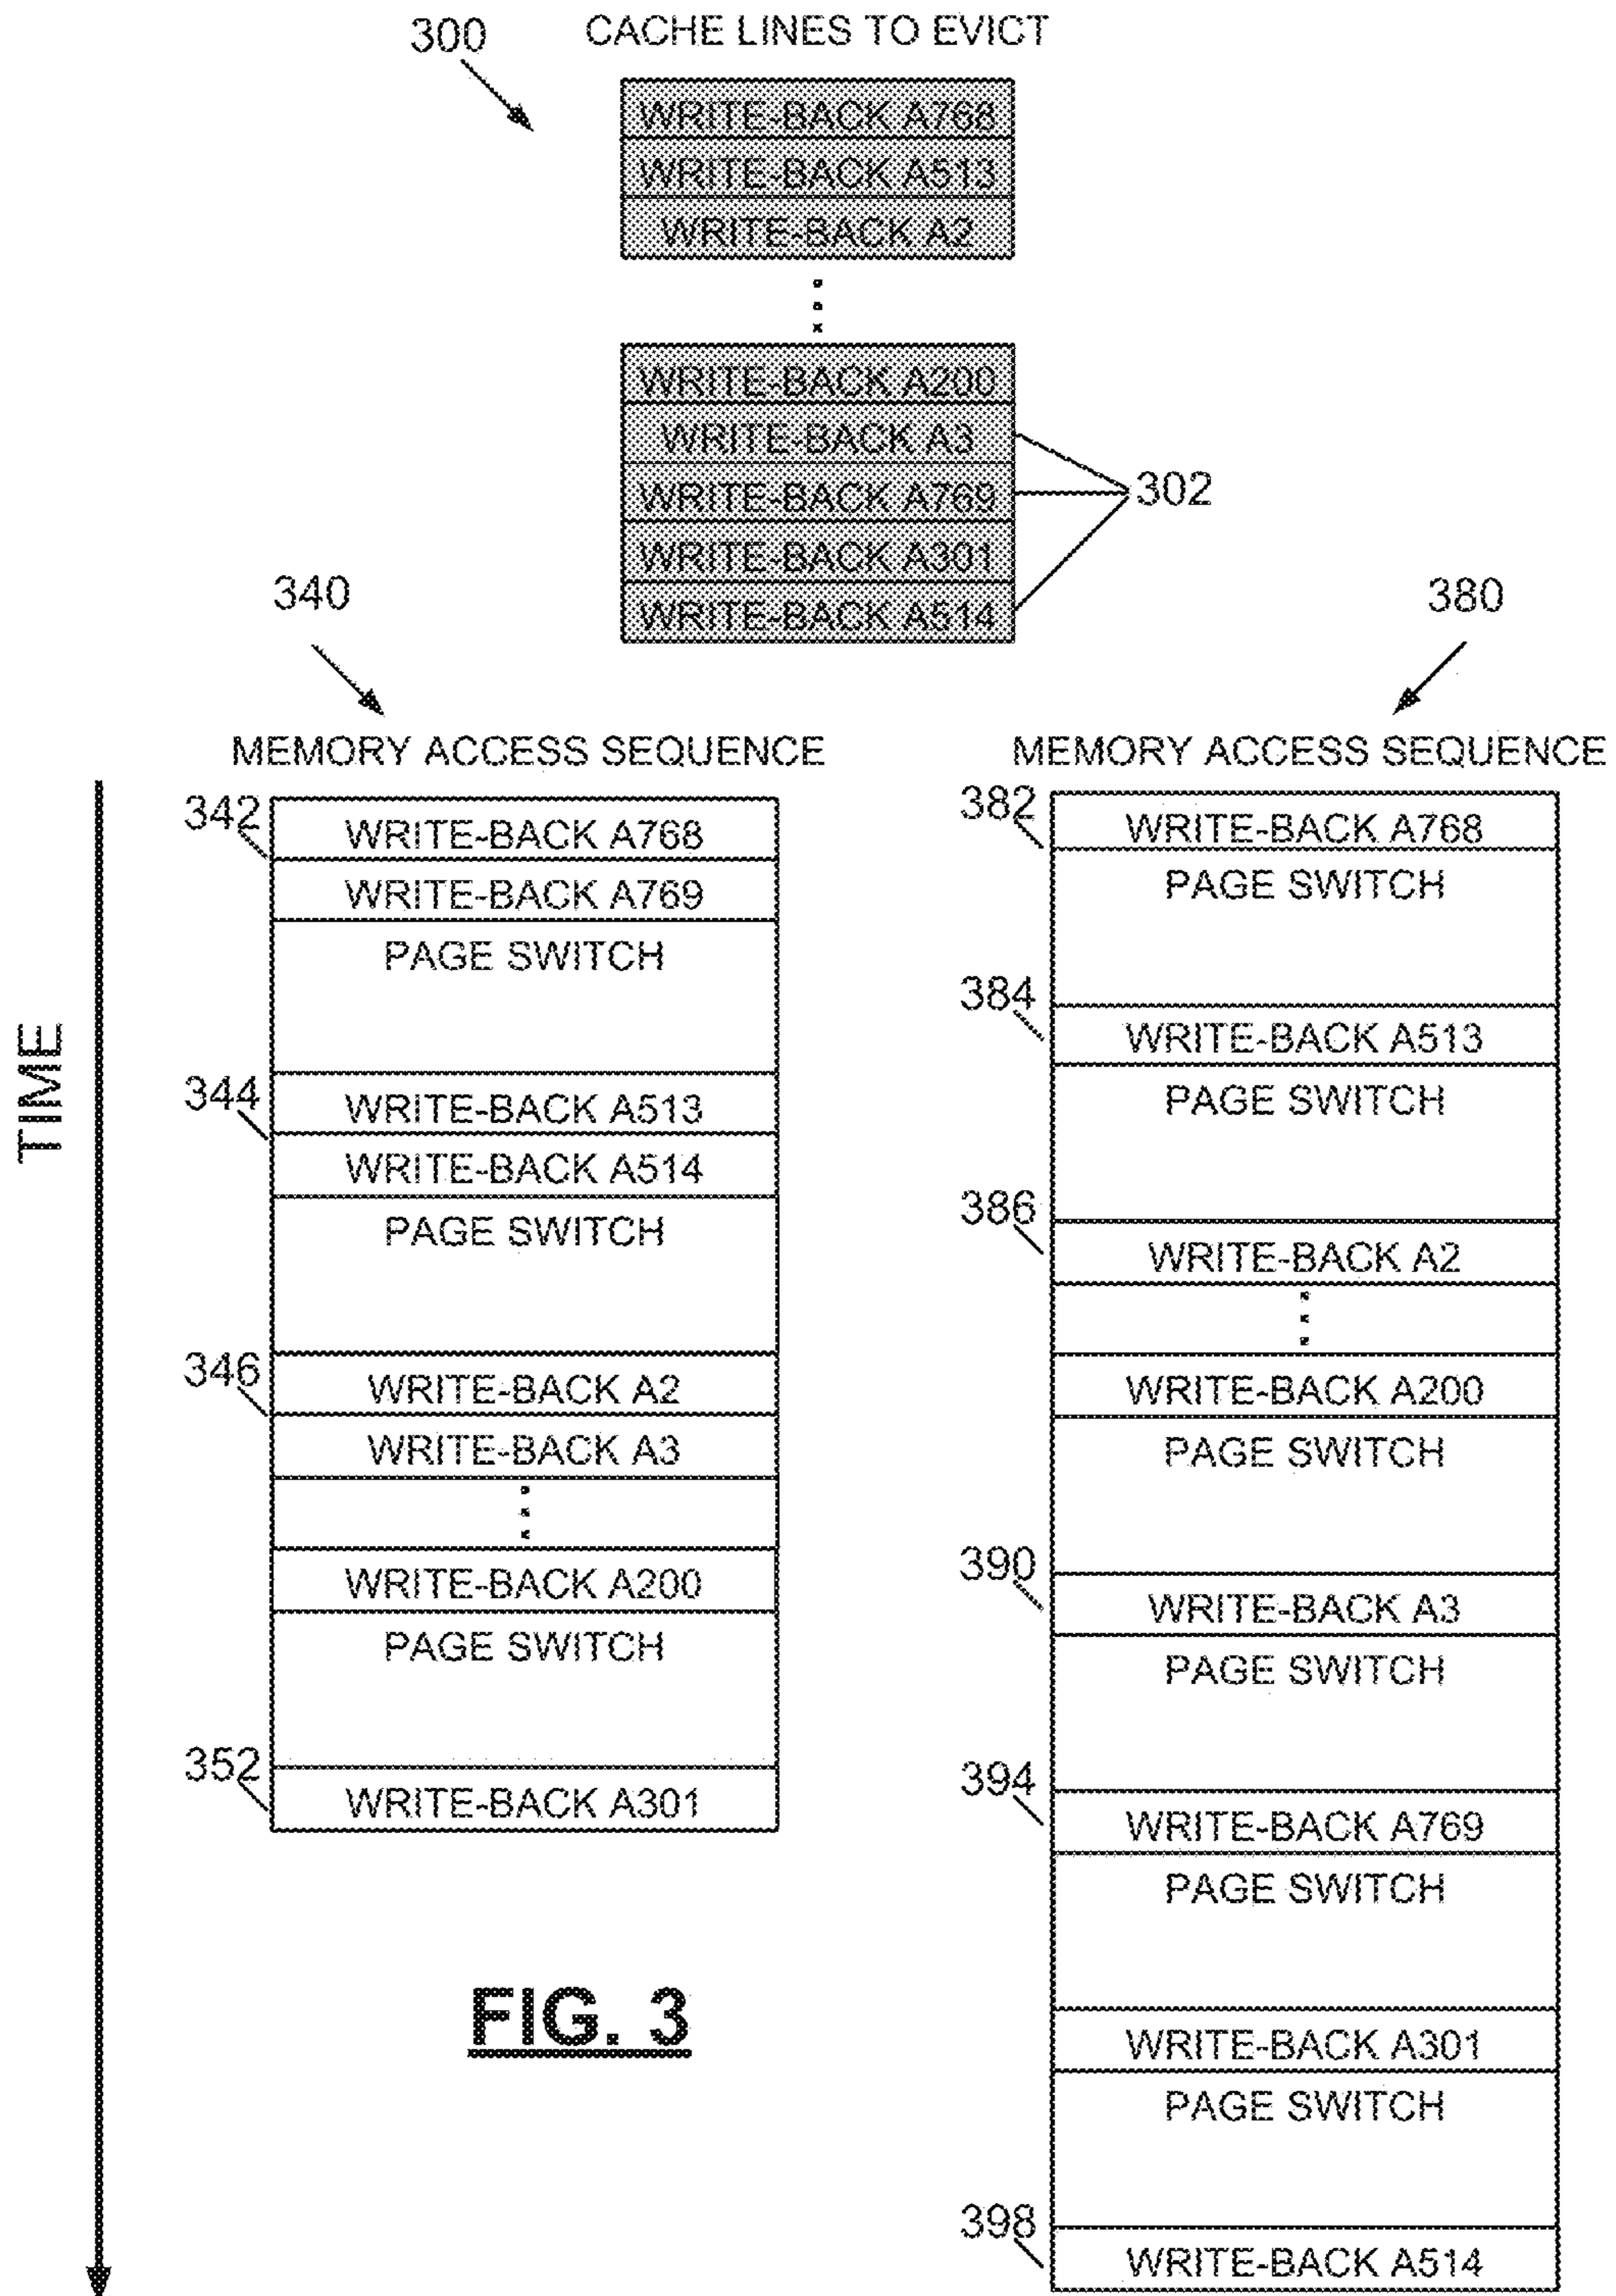 300
CACHE LINES TO EVICT
WRITE-BACK A768
WRITE-BACK A513
WRITE-BACK A2
WRITE-BACK A200
WRITE-BACK A3
WRITE-BACK A769
WRITE-BACK A301
WRITE-BACK A514
302
340
MEMORY ACCESS SEQUENCE
TIME
342
WRITE-BACK A768
WRITE-BACK A769
PAGE SWITCH
344
WRITE-BACK A513
WRITE-BACK A514
PAGE SWITCH
346
WRITE-BACK A2
WRITE-BACK A3
WRITE-BACK A200
PAGE SWITCH
352
WRITE-BACK A301
380
MEMORY ACCESS SEQUENCE
382
WRITE-BACK A768
PAGE SWITCH
384
WRITE-BACK A513
PAGE SWITCH
386
WRITE-BACK A2
WRITE-BACK A200
PAGE SWITCH
390
WRITE-BACK A3
PAGE SWITCH
394
WRITE-BACK A769
PAGE SWITCH
WRITE-BACK A301
PAGE SWITCH
398
WRITE-BACK A514
FIG. 3